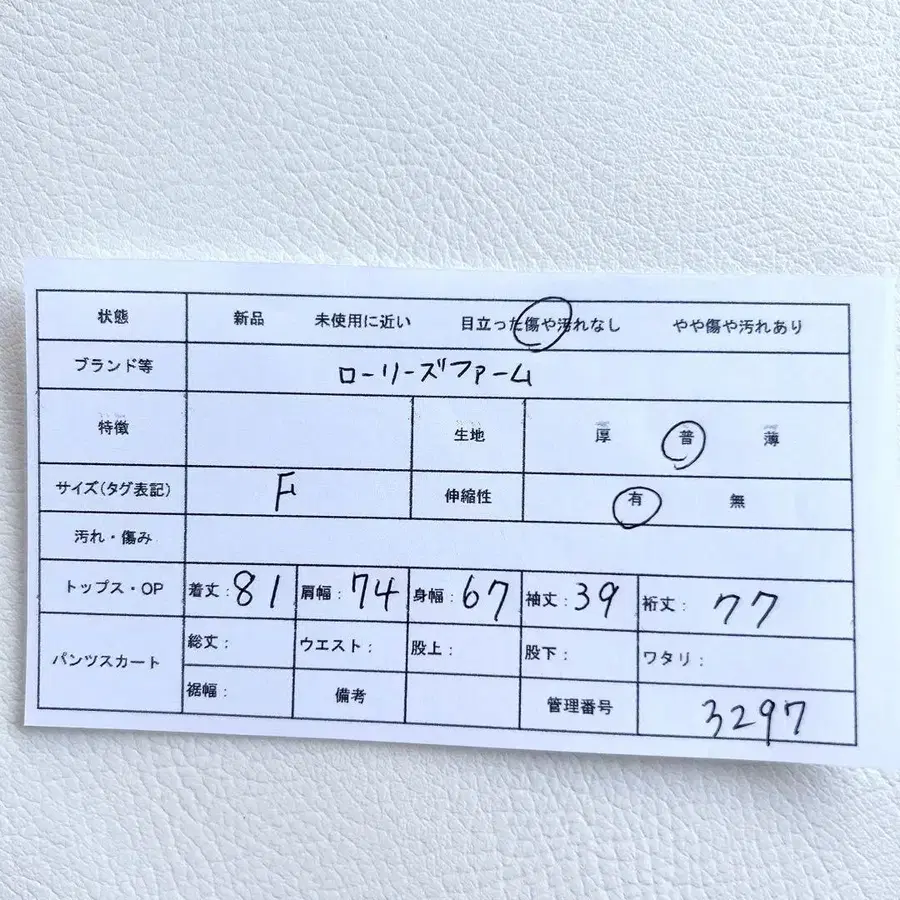 状態 新品 未使用に近い 目立った傷や汚れなし やや傷や汚れあり
ブランド等 ローリーズファーム
特徴 生地 厚 普 薄
サイズ(タグ表記) F 伸縮性 有 無
汚れ・傷み
トップス・OP 着丈:81 肩幅:74 身幅:67 袖丈:39 裄丈:77
パンツスカート 総丈: ウエスト: 股上: 股下: ワタリ:
裾幅: 備考 管理番号 3297